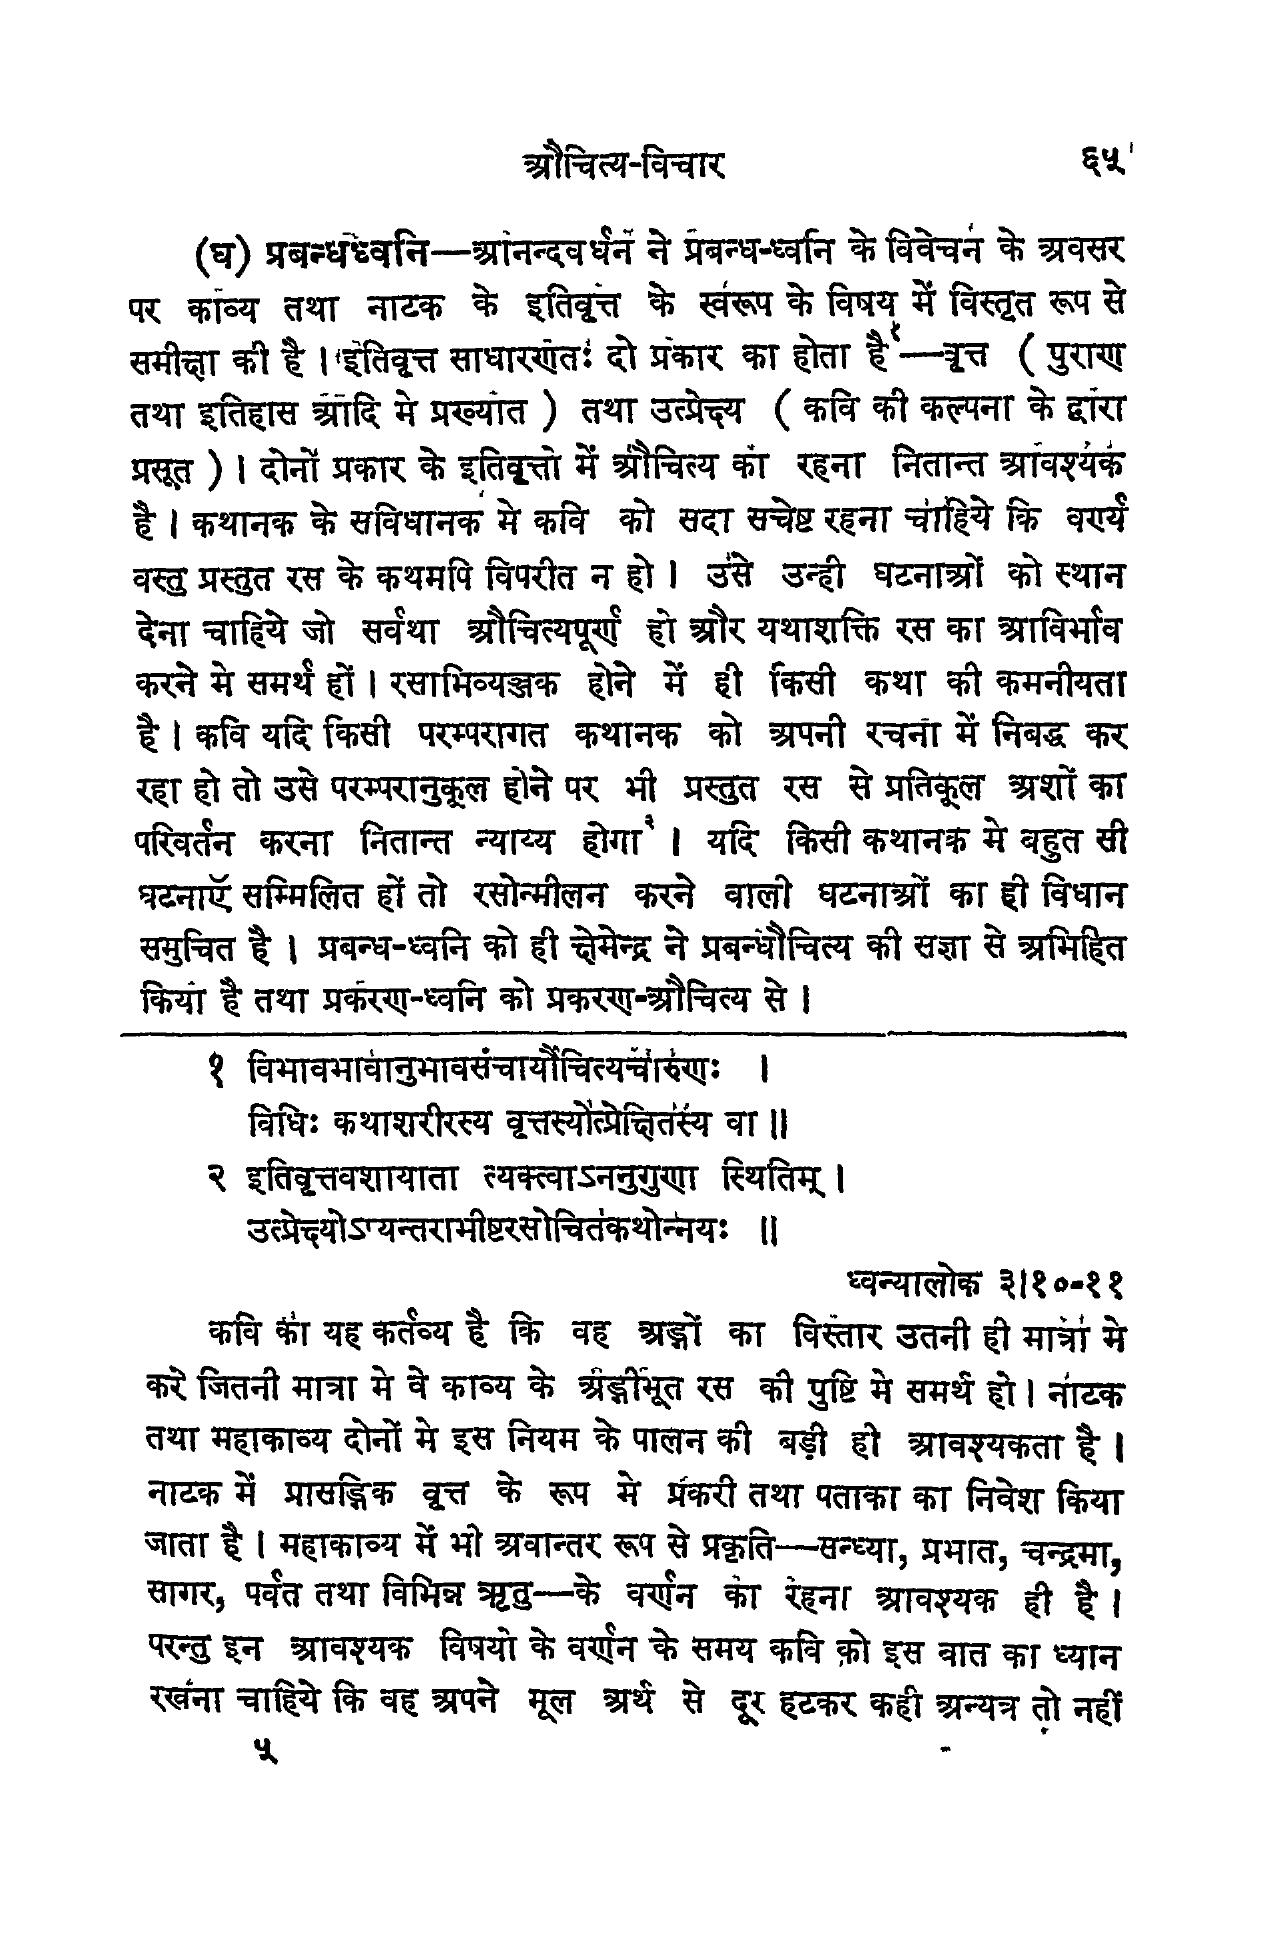 औचित्य-विचार ६५
(घ) प्रबन्धध्वनि—आनन्दवर्धन ने प्रबन्ध-ध्वनि के विवेचन के अवसर
पर काव्य तथा नाटक के इतिवृत्त के स्वरूप के विषय में विस्तृत रूप से
समीक्षा की है । इतिवृत्त साधारणतः दो प्रकार का होता है१—वृत्त ( पुराण
तथा इतिहास आदि मे प्रख्यात ) तथा उत्प्रेक्ष्य ( कवि की कल्पना के द्वारा
प्रसूत ) । दोनों प्रकार के इतिवृत्तो में औचित्य का रहना नितान्त आवश्यक
है । कथानक के सविधानक मे कवि को सदा सचेष्ट रहना चाहिये कि वर्ण्य
वस्तु प्रस्तुत रस के कथमपि विपरीत न हो । उसे उन्ही घटनाओं को स्थान
देना चाहिये जो सर्वथा औचित्यपूर्ण हो और यथाशक्ति रस का आविर्भाव
करने मे समर्थ हों । रसाभिव्यञ्जक होने में ही किसी कथा की कमनीयता
है । कवि यदि किसी परम्परागत कथानक को अपनी रचना में निबद्ध कर
रहा हो तो उसे परम्परानुकूल होने पर भी प्रस्तुत रस से प्रतिकूल अशों का
परिवर्तन करना नितान्त न्याय्य होगा२ । यदि किसी कथानक मे बहुत सी
घटनाएँ सम्मिलित हों तो रसोन्मीलन करने वाली घटनाओं का ही विधान
समुचित है । प्रबन्ध-ध्वनि को ही क्षेमेन्द्र ने प्रबन्धौचित्य की सज्ञा से अभिहित
किया है तथा प्रकरण-ध्वनि को प्रकरण-औचित्य से ।
१ विभावभावानुभावसंचार्यौचित्यचारुणः ।
विधिः कथाशरीरस्य वृत्तस्योत्प्रेक्षितस्य वा ॥
२ इतिवृत्तवशायाता त्यक्त्वाऽननुगुणा स्थितिम् ।
उत्प्रेक्ष्योऽप्यन्तराभीष्टरसोचितकथोन्नयः ॥
ध्वन्यालोक ३।१०-११
कवि का यह कर्तव्य है कि वह अङ्गों का विस्तार उतनी ही मात्रा मे
करे जितनी मात्रा मे वे काव्य के अङ्गीभूत रस की पुष्टि मे समर्थ हो । नाटक
तथा महाकाव्य दोनों मे इस नियम के पालन की बड़ी ही आवश्यकता है ।
नाटक में प्रासङ्गिक वृत्त के रूप मे प्रकरी तथा पताका का निवेश किया
जाता है । महाकाव्य में भी अवान्तर रूप से प्रकृति—सन्ध्या, प्रभात, चन्द्रमा,
सागर, पर्वत तथा विभिन्न ऋतु—के वर्णन का रहना आवश्यक ही है ।
परन्तु इन आवश्यक विषयो के वर्णन के समय कवि को इस वात का ध्यान
रखना चाहिये कि वह अपने मूल अर्थ से दूर हटकर कही अन्यत्र तो नहीं
५